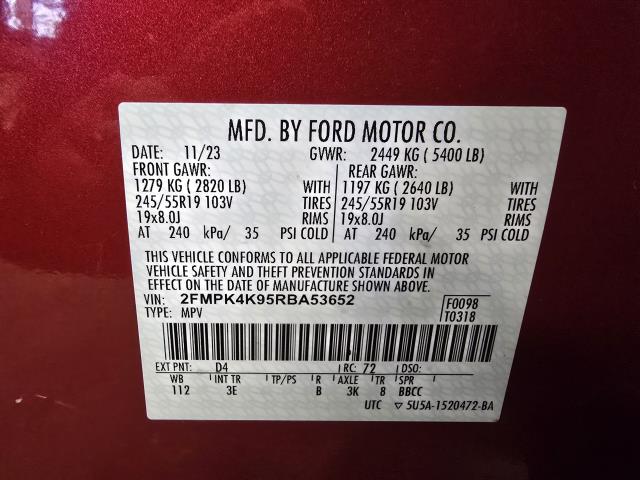 MFD. BY FORD MOTOR CO.
DATE: 11/23 GVWR: 2449 KG ( 5400 LB)
FRONT GAWR: REAR GAWR:
1279 KG ( 2820 LB) WITH 1197 KG ( 2640 LB) WITH
245/55R19 103V TIRES 245/55R19 103V TIRES
19x8.0J RIMS 19x8.0J RIMS
AT 240 kPa/ 35 PSI COLD AT 240 kPa/ 35 PSI COLD
THIS VEHICLE CONFORMS TO ALL APPLICABLE FEDERAL MOTOR
VEHICLE SAFETY AND THEFT PREVENTION STANDARDS IN
EFFECT ON THE DATE OF MANUFACTURE SHOWN ABOVE.
VIN: 2FMPK4K95RBA53652 F0098
TYPE: MPV T0318
EXT PNT: D4 RC: 72 DSO:
WB INT TR TP/PS R AXLE TR SPR
112 3E B 3K 8 BBCC
UTC ▽5U5A-1520472-BA